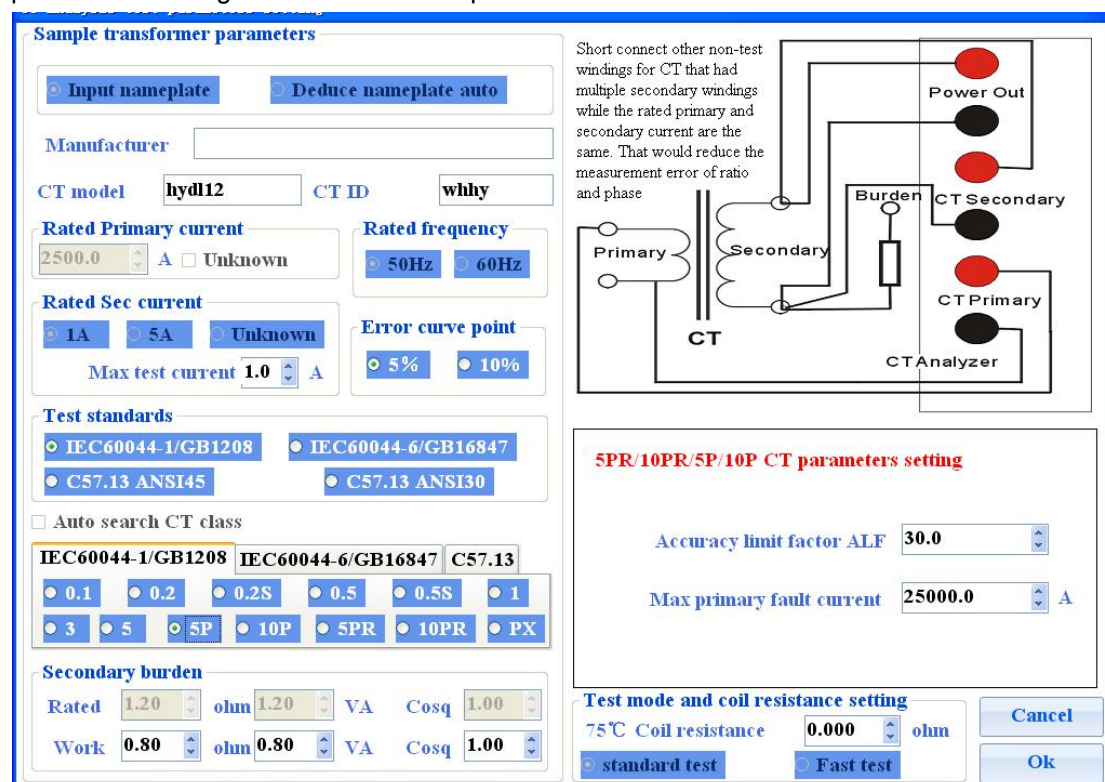 Sample transformer parameters
Input nameplate
Deduce nameplate auto
Manufacturer
CT model hydl12 CT ID whhy
Rated Primary current
2500.0 A Unknown
Rated frequency
50Hz 60Hz
Rated Sec current
1A 5A Unknown
Max test current 1.0 A
Error curve point
5% 10%
Test standards
IEC60044-1/GB1208 IEC60044-6/GB16847
C57.13 ANSI45 C57.13 ANSI30
Auto search CT class
IEC60044-1/GB1208 IEC60044-6/GB16847 C57.13
0.1 0.2 0.2S 0.5 0.5S 1
3 5 5P 10P 5PR 10PR PX
Secondary burden
Rated 1.20 ohm 1.20 VA Cosq 1.00
Work 0.80 ohm 0.80 VA Cosq 1.00
Short connect other non-test
windings for CT that had
multiple secondary windings
while the rated primary and
secondary current are the
same. That would reduce the
measurement error of ratio
and phase
Power Out
Burden
CT Secondary
Primary
Secondary
CT Primary
CT
CT Analyzer
5PR/10PR/5P/10P CT parameters setting
Accuracy limit factor ALF 30.0
Max primary fault current 25000.0 A
Test mode and coil resistance setting
75℃ Coil resistance 0.000 ohm
standard test Fast test
Cancel
Ok